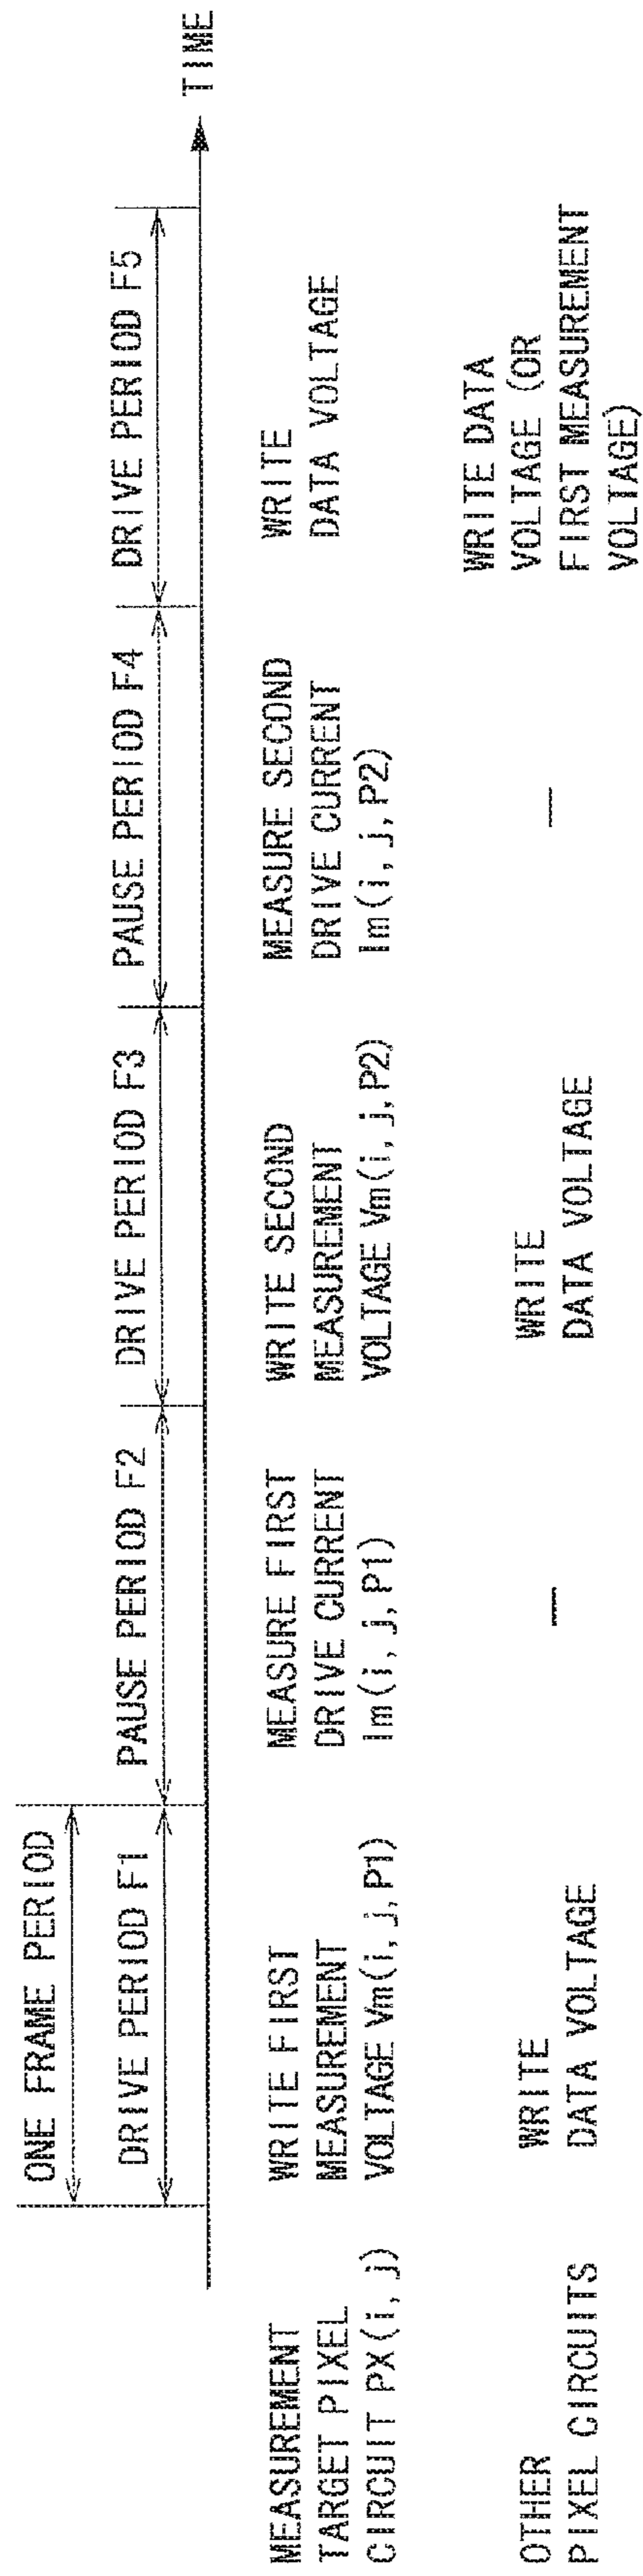 ONE FRAME PERIOD
DRIVE PERIOD F1
PAUSE PERIOD F2
DRIVE PERIOD F3
PAUSE PERIOD F4
DRIVE PERIOD F5
TIME
MEASUREMENT
TARGET PIXEL
CIRCUIT PX(i, j)
WRITE FIRST
MEASUREMENT
VOLTAGE Vm(i, j, P1)
MEASURE FIRST
DRIVE CURRENT
Im(i, j, P1)
WRITE SECOND
MEASUREMENT
VOLTAGE Vm(i, j, P2)
MEASURE SECOND
DRIVE CURRENT
Im(i, j, P2)
WRITE
DATA VOLTAGE
OTHER
PIXEL CIRCUITS
WRITE
DATA VOLTAGE
—
WRITE
DATA VOLTAGE
—
WRITE DATA
VOLTAGE (OR
FIRST MEASUREMENT
VOLTAGE)